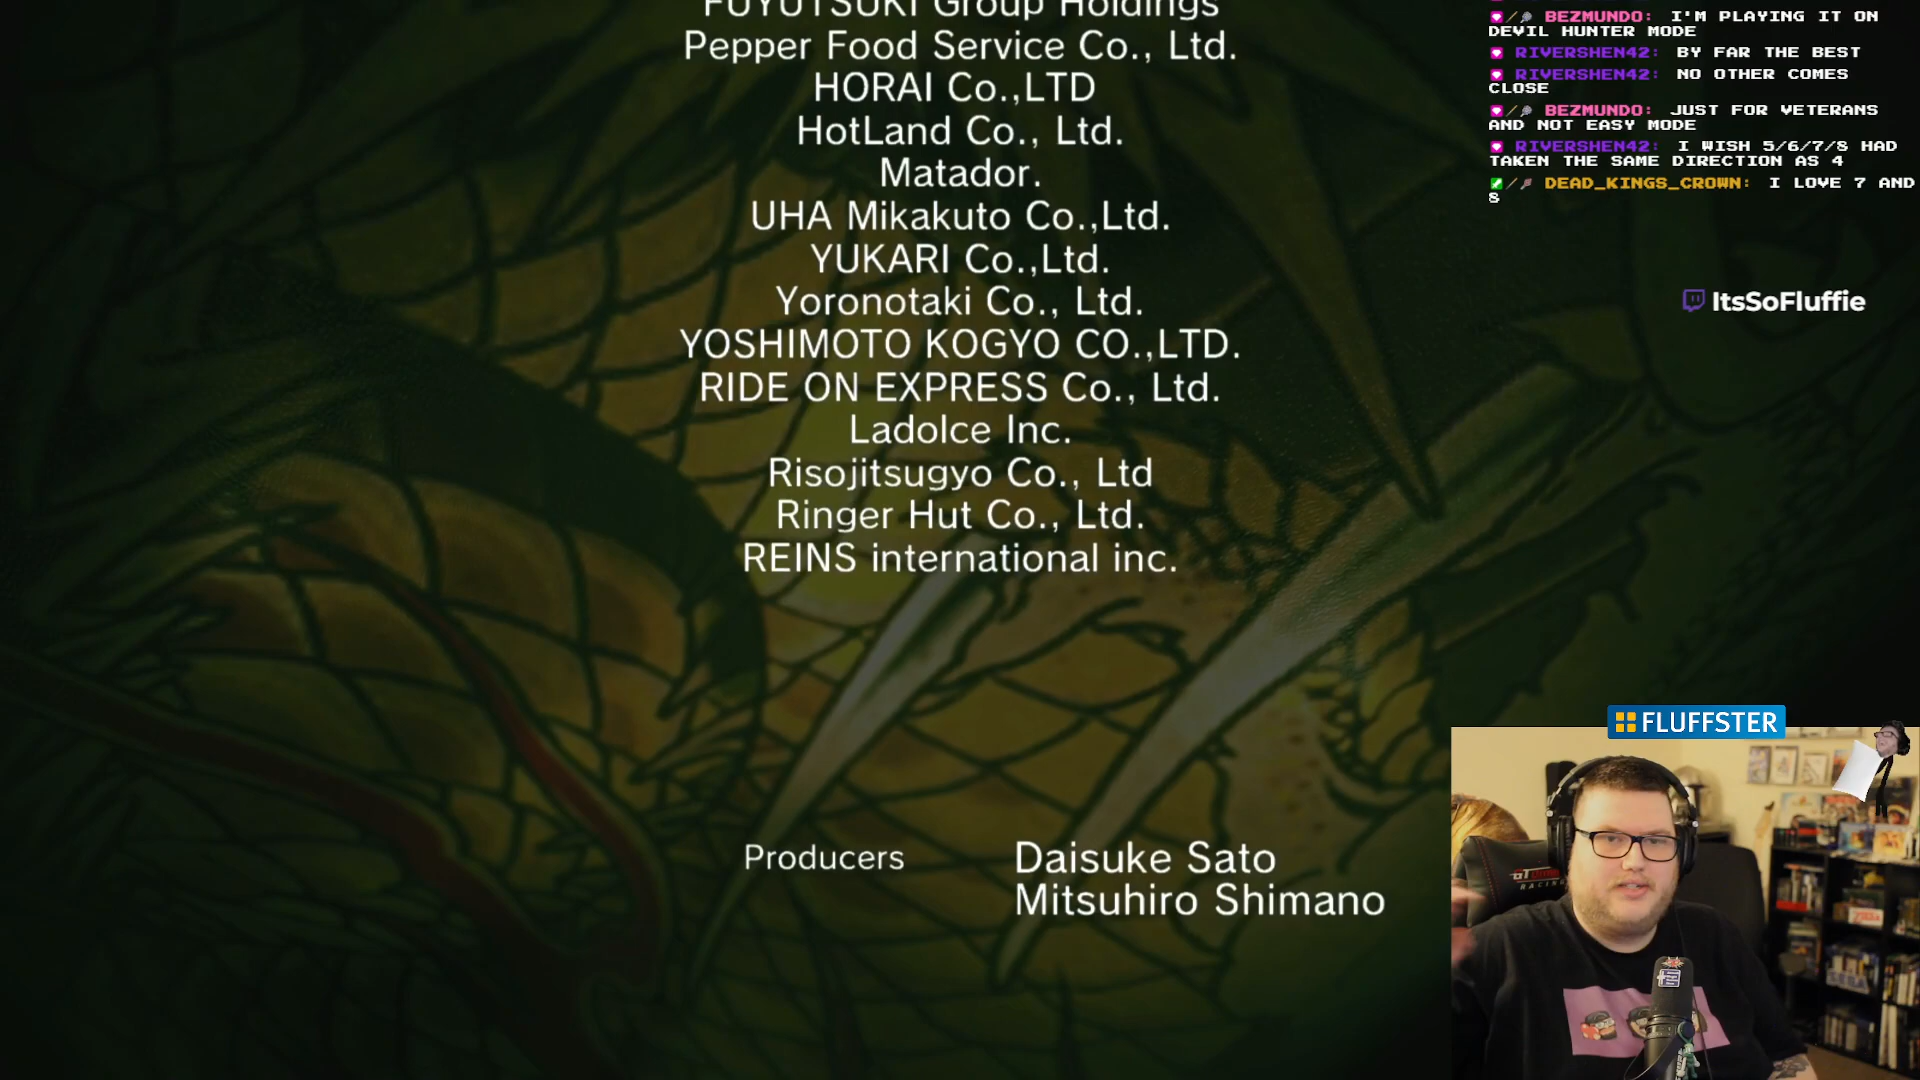 FUYUTSUKI Group Holdings
Pepper Food Service Co., Ltd.
HORAI Co.,LTD
HotLand Co., Ltd.
Matador.
UHA Mikakuto Co.,Ltd.
YUKARI Co.,Ltd.
Yoronotaki Co., Ltd.
YOSHIMOTO KOGYO CO.,LTD.
RIDE ON EXPRESS Co., Ltd.
Ladolce Inc.
Risojitsugyo Co., Ltd
Ringer Hut Co., Ltd.
REINS international inc.
Producers
Daisuke Sato
Mitsuhiro Shimano
BEZMUNDO: I'M PLAYING IT ON
DEVIL HUNTER MODE
RIVERSHEN42: BY FAR THE BEST
RIVERSHEN42: NO OTHER COMES
CLOSE
BEZMUNDO: JUST FOR VETERANS
AND NOT EASY MODE
RIVERSHEN42: I WISH 5/6/7/8 HAD
TAKEN THE SAME DIRECTION AS 4
DEAD_KINGS_CROWN: I LOVE 7 AND
8
ItsSoFluffie
FLUFFSTER
RACING